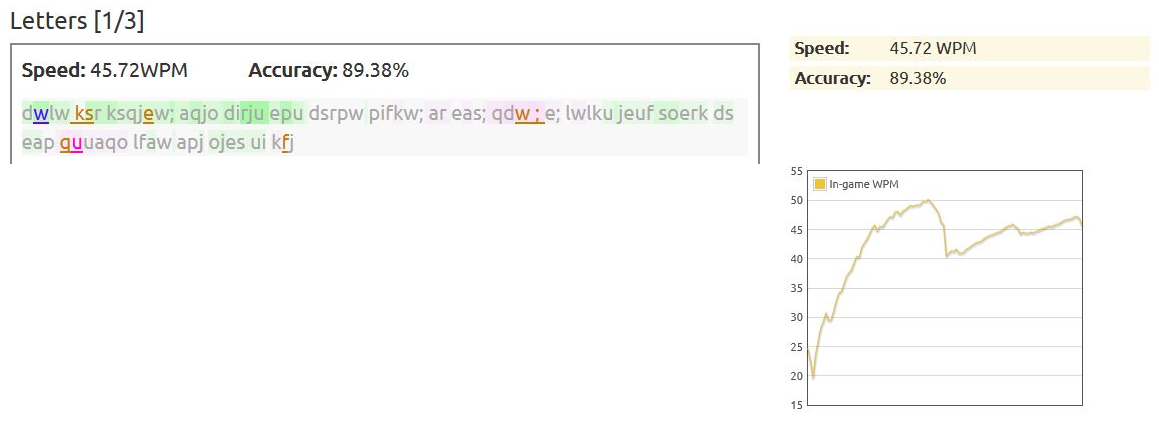 Letters [1/3]
Speed: 45.72WPM Accuracy: 89.38%
dwlw ksr ksqjew; aqjo dirju epu dsrpw pifkw; ar eas; qdw ; e; lwlku jeuf soerk ds
eap quuaqo lfaw apj ojes ui kfj
Speed: 45.72 WPM
Accuracy: 89.38%
In-game WPM
55
50
45
40
35
30
25
20
15